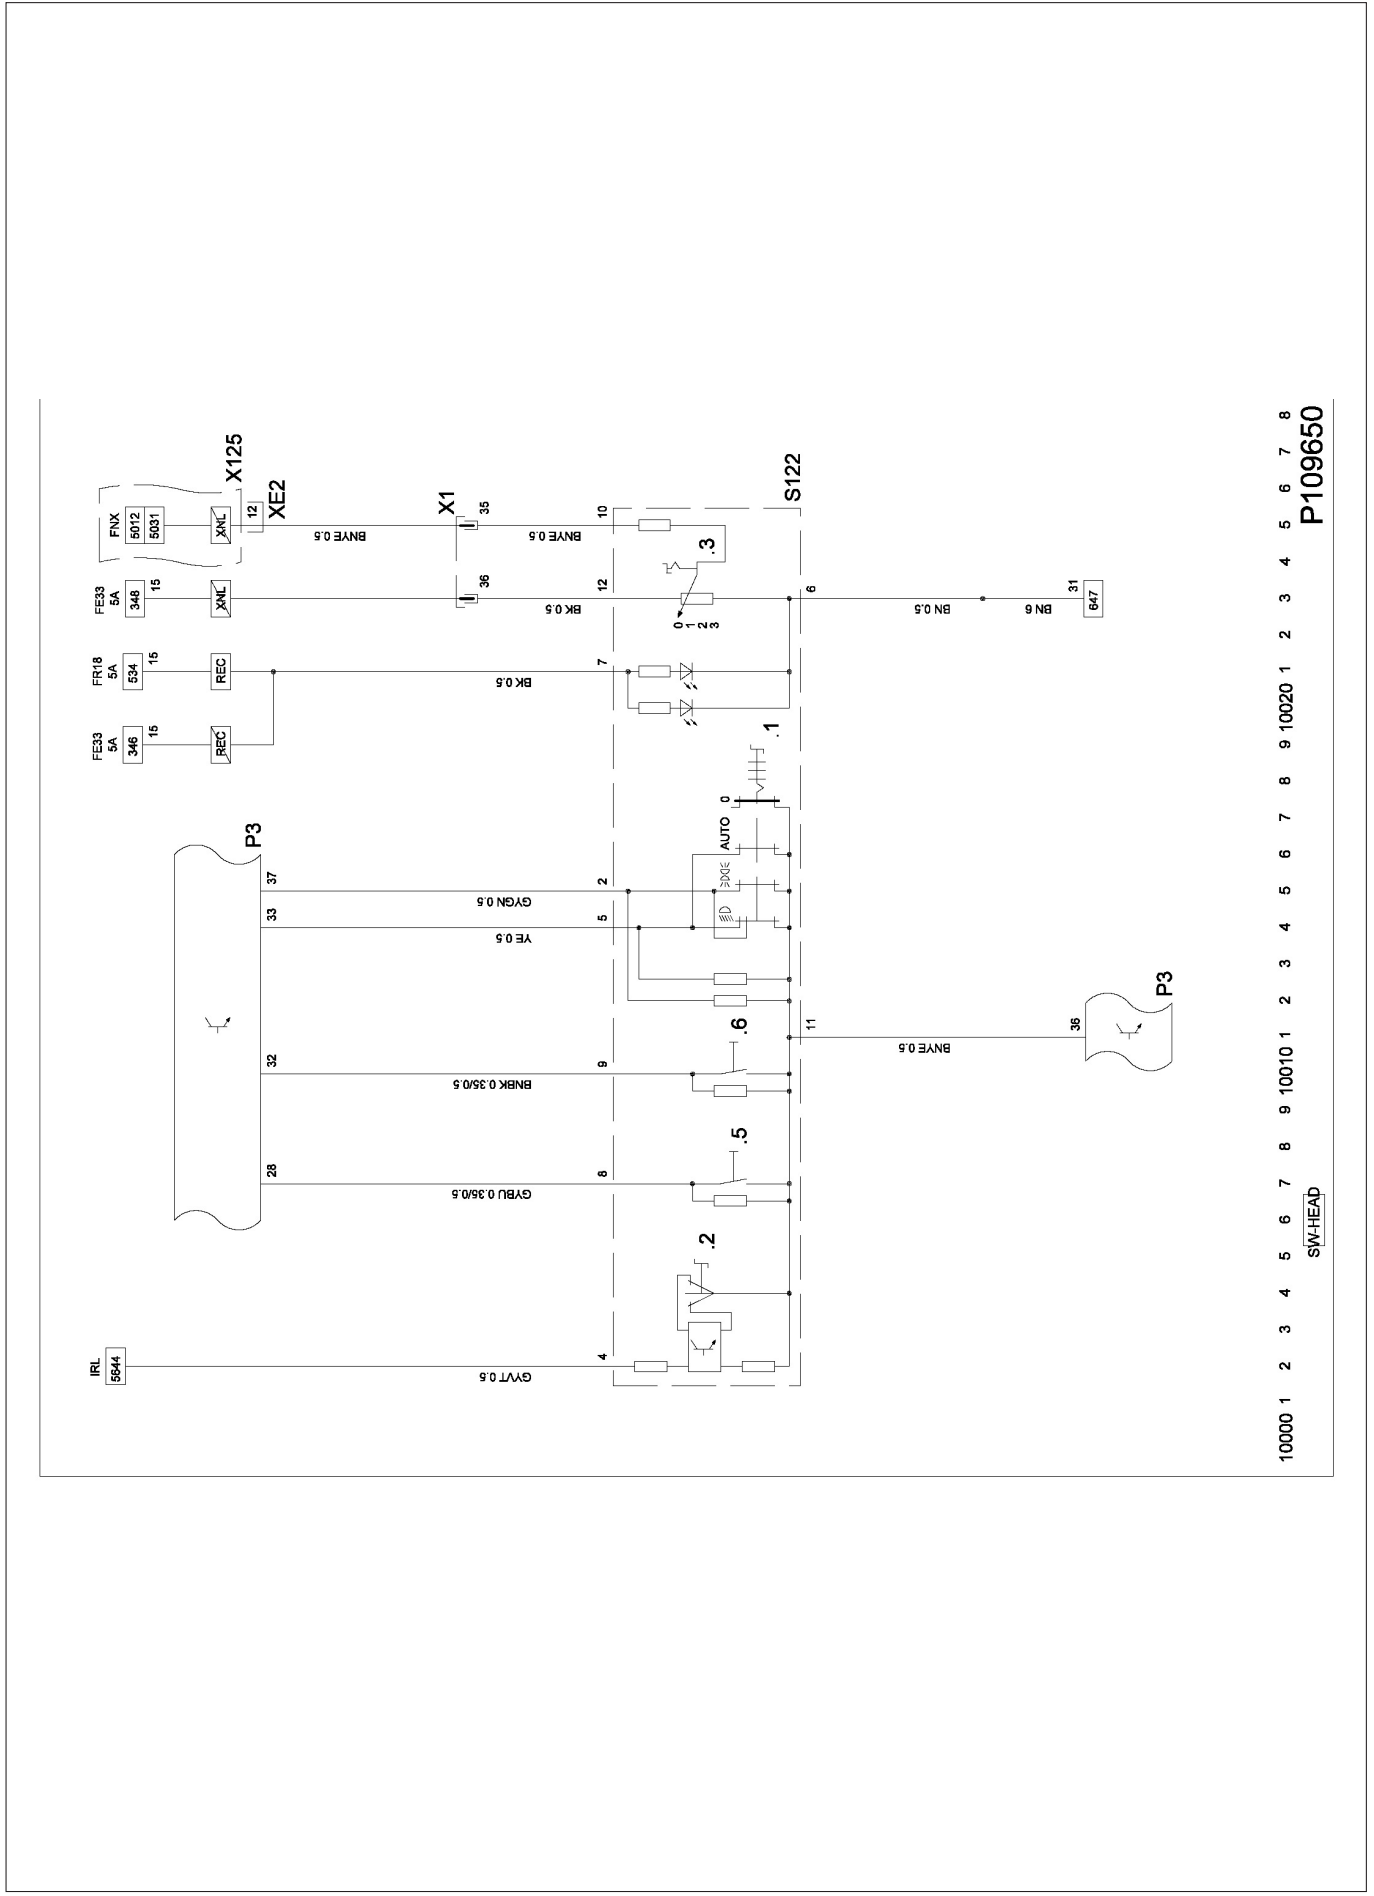 FNX
5012
5031
XNL
X125
12
XE2
BNYE 0.5
X1
35
BNYE 0.5
10
S122
FE33
5A
348
15
XNL
36
BK 0.5
12
.3
0 1 2 3
6
BN 0.5
BN 6
31
647
FR18
5A
534
15
REC
BK 0.5
7
FE33
5A
346
15
REC
.1
0
AUTO
P3
37
GYGN 0.5
2
33
YE 0.5
5
32
BNBK 0.35/0.5
9
.6
11
BNYE 0.5
36
P3
28
GYBU 0.35/0.5
8
.5
.2
IRL
5644
GYVT 0.5
4
10000 1 2 3 4 5 6 7 8 9 10010 1 2 3 4 5 6 7 8 9 10020 1 2 3 4 5 6 7 8
SW-HEAD
P109650